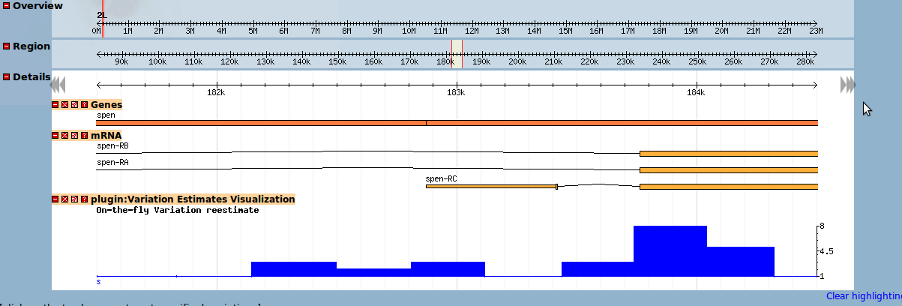 Overview
2L
0M 1M 2M 3M 4M 5M 6M 7M 8M 9M 10M 11M 12M 13M 14M 15M 16M 17M 18M 19M 20M 21M 22M 23M
Region
90k 100k 110k 120k 130k 140k 150k 160k 170k 180k 190k 200k 210k 220k 230k 240k 250k 260k 270k 280k
Details
182k 183k 184k
Genes
spen
mRNA
spen-RB
spen-RA
spen-RC
plugin:Variation Estimates Visualization
On-the-fly Variation reestimate
8
4.5
1
s
Clear highlighting